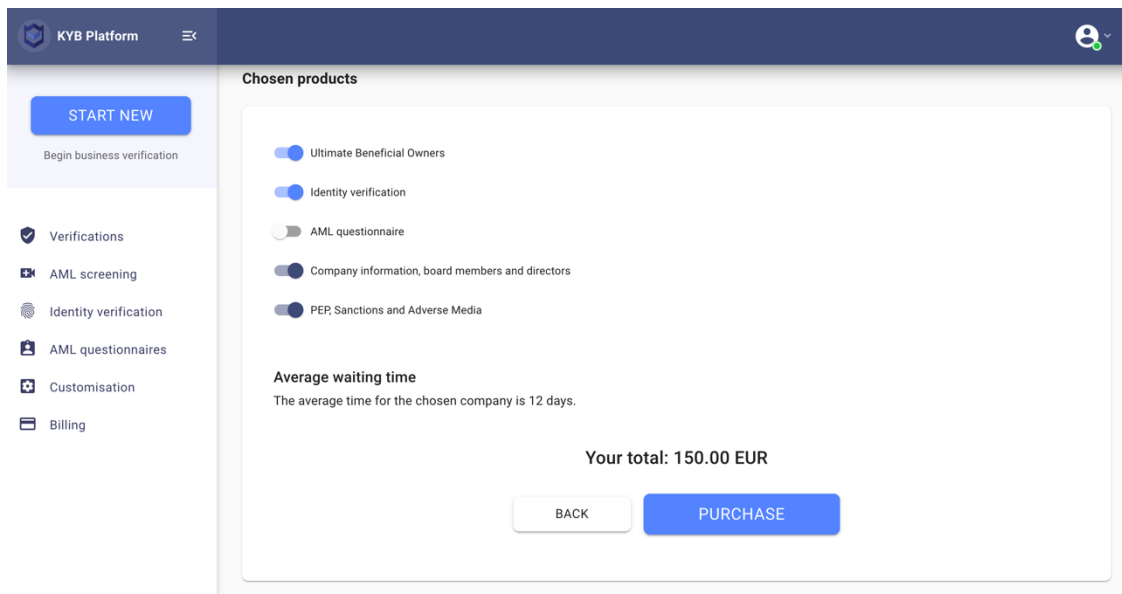 KYB Platform
Chosen products
START NEW
Begin business verification
Verifications
AML screening
Identity verification
AML questionnaires
Customisation
Billing
Ultimate Beneficial Owners
Identity verification
AML questionnaire
Company information, board members and directors
PEP, Sanctions and Adverse Media
Average waiting time
The average time for the chosen company is 12 days.
Your total: 150.00 EUR
BACK
PURCHASE